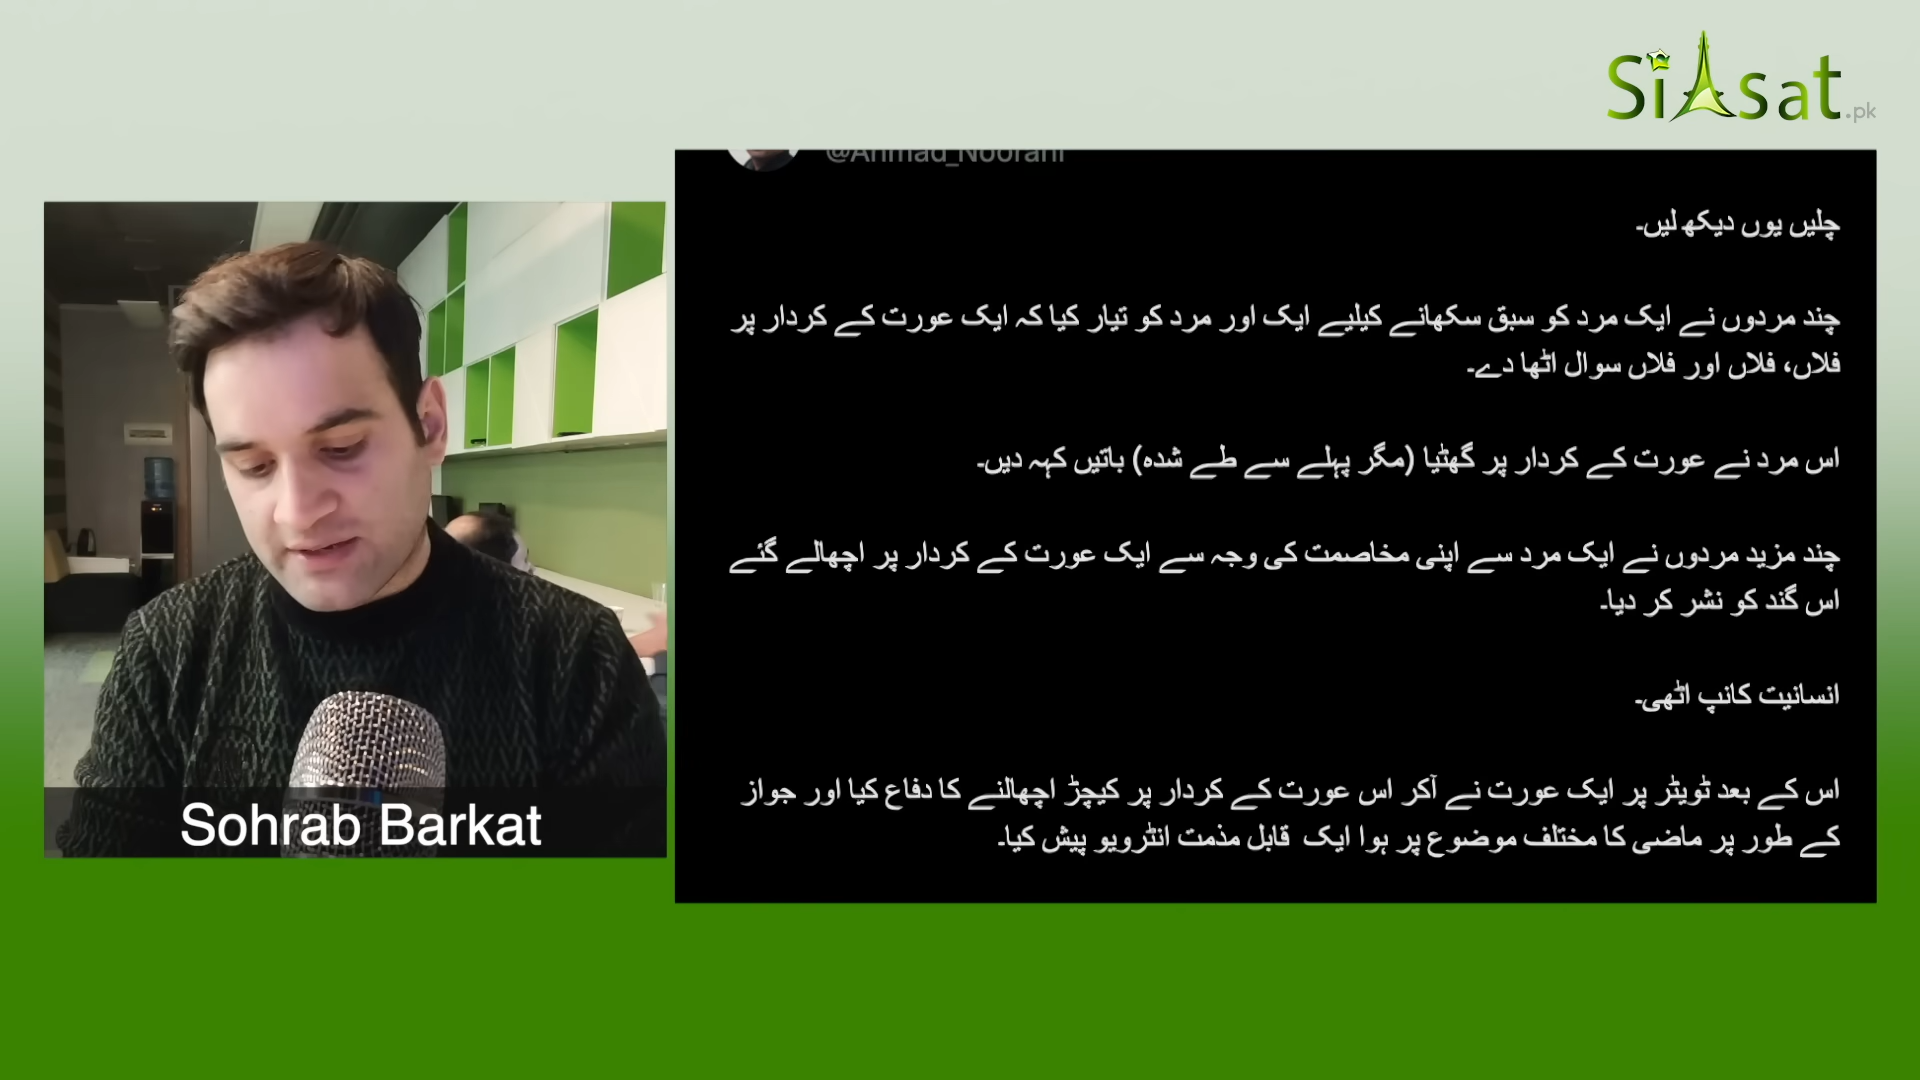 SiAsat.pk
@Ahmad_Noorani
چلیں یوں دیکھ لیں۔
چند مردوں نے ایک مرد کو سبق سکھانے کیلیے ایک اور مرد کو تیار کیا کہ ایک عورت کے کردار پر
فلاں، فلاں اور فلاں سوال اٹھا دے۔
اس مرد نے عورت کے کردار پر گھٹیا (مگر پہلے سے طے شدہ) باتیں کہہ دیں۔
چند مزید مردوں نے ایک مرد سے اپنی مخاصمت کی وجہ سے ایک عورت کے کردار پر اچھالے گئے
اس گند کو نشر کر دیا۔
انسانیت کانپ اٹھی۔
اس کے بعد ٹویٹر پر ایک عورت نے آکر اس عورت کے کردار پر کیچڑ اچھالنے کا دفاع کیا اور جواز
کے طور پر ماضی کا مختلف موضوع پر ہوا ایک قابل مذمت انٹرویو پیش کیا۔
Sohrab Barkat